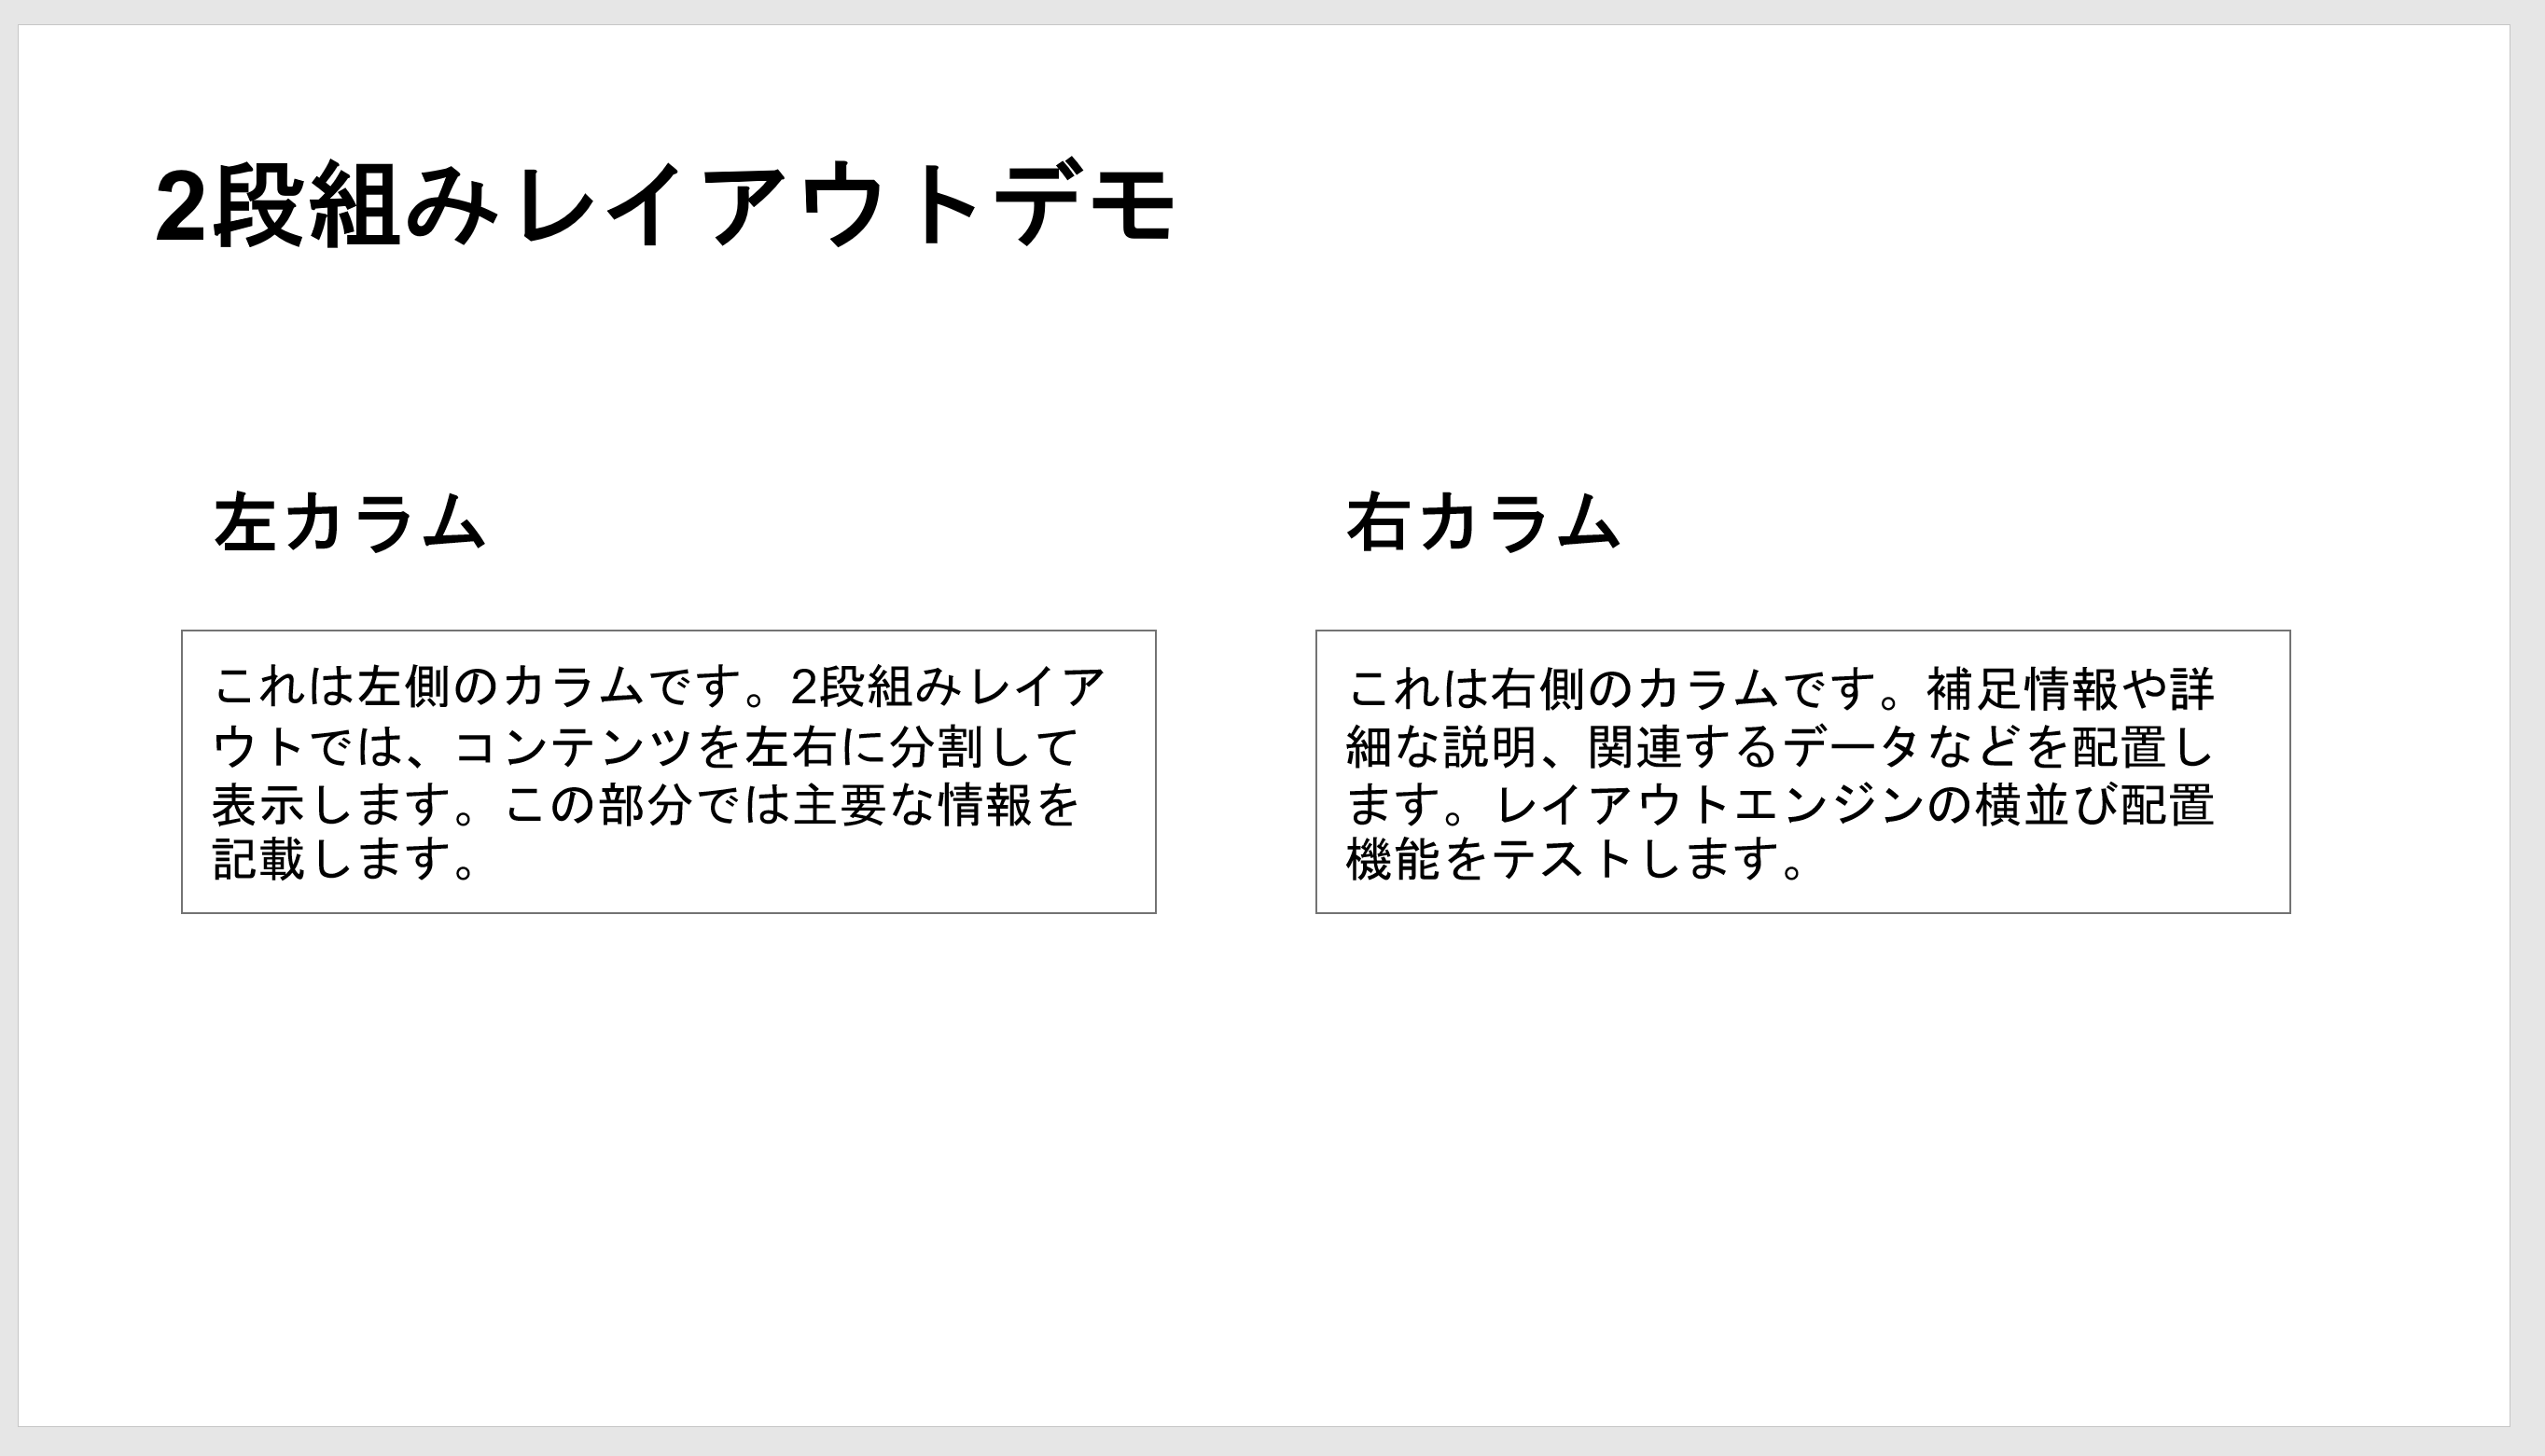 2段組みレイアウトデモ
左カラム
これは左側のカラムです。2段組みレイア
ウトでは、コンテンツを左右に分割して
表示します。この部分では主要な情報を
記載します。
右カラム
これは右側のカラムです。補足情報や詳
細な説明、関連するデータなどを配置し
ます。レイアウトエンジンの横並び配置
機能をテストします。